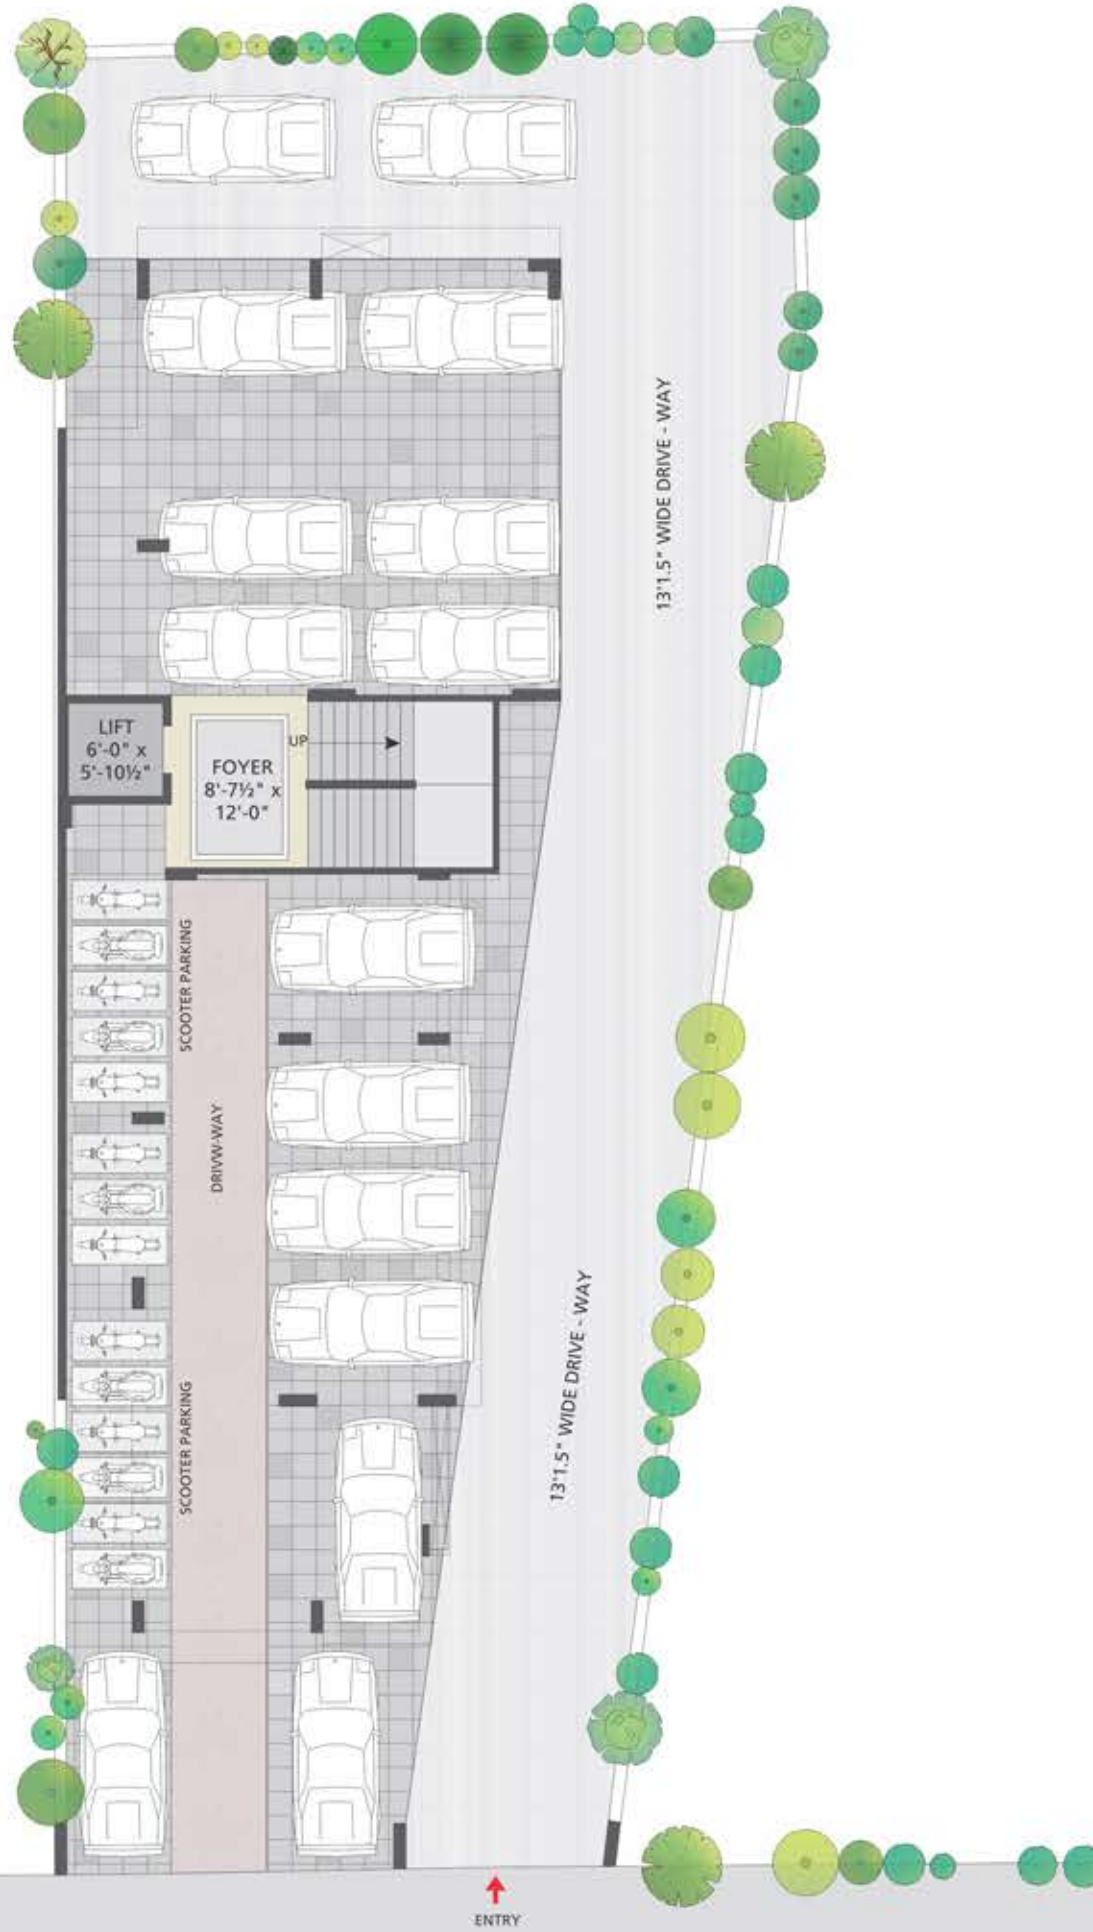 13'1.5" WIDE DRIVE - WAY
LIFT
6'-0" x
5'-10½"
FOYER
8'-7½" x
12'-0"
UP
SCOOTER PARKING
DRIVW-WAY
13'1.5" WIDE DRIVE - WAY
SCOOTER PARKING
ENTRY